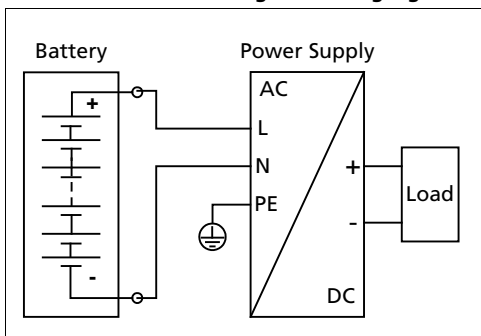 Battery
Power Supply
+
AC
L
N
PE
+
-
Load
-
DC